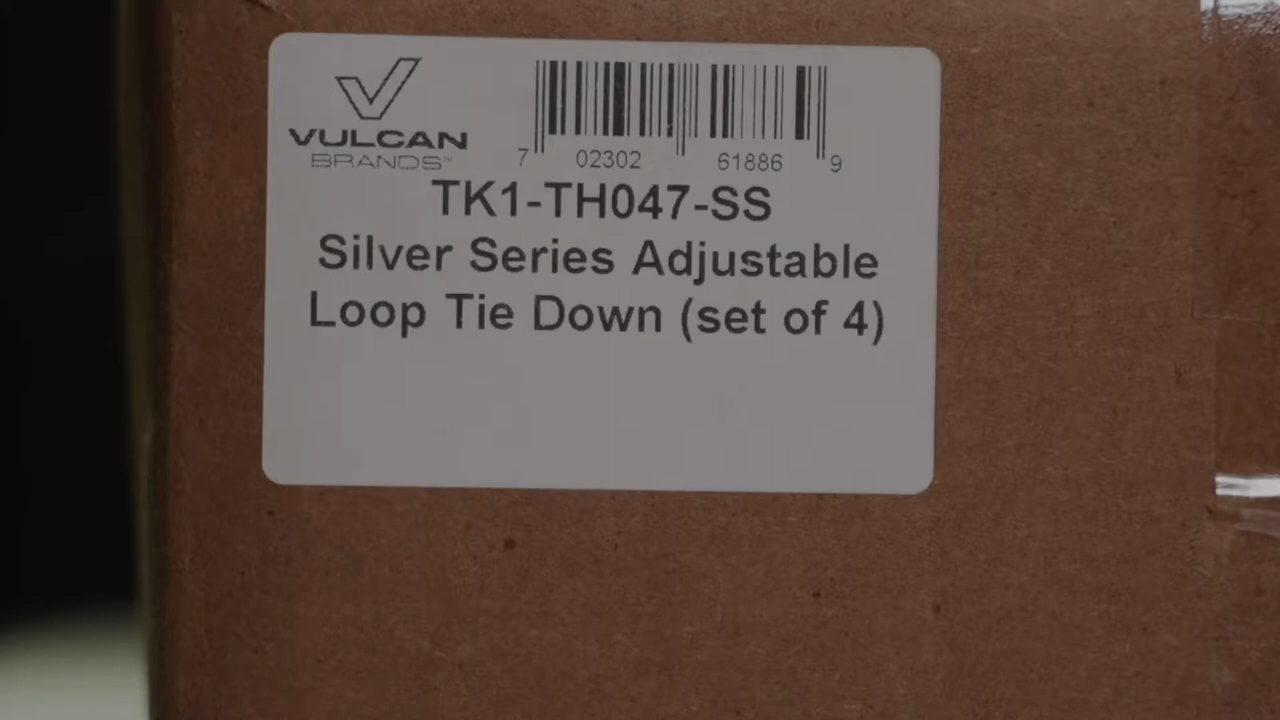 VULCAN
BRANDS™
7 02302 61886 9
TK1-TH047-SS
Silver Series Adjustable
Loop Tie Down (set of 4)